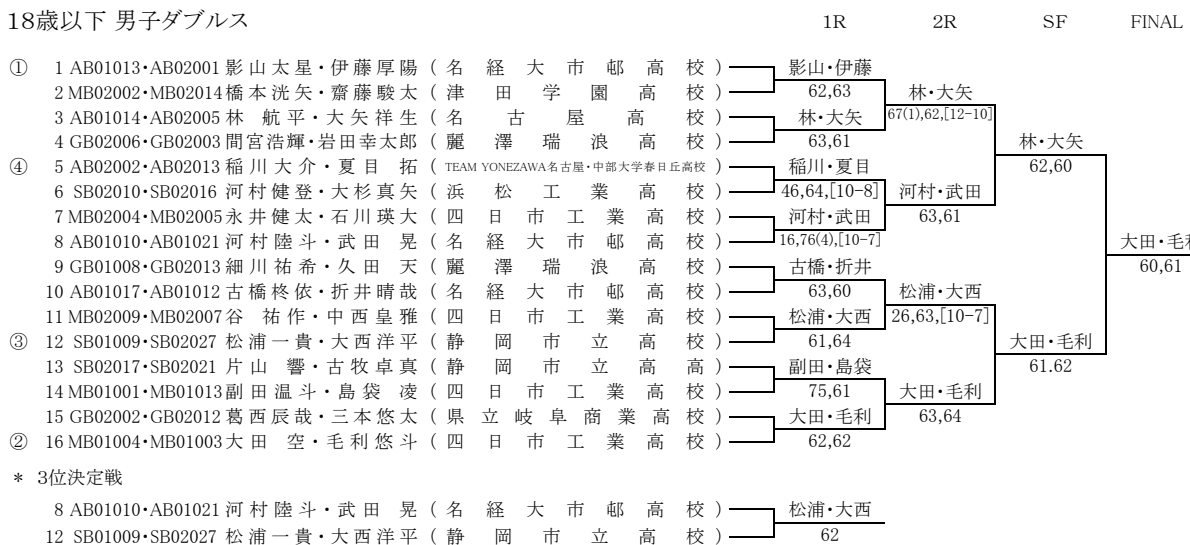 18歳以下 男子ダブルス 1R 2R SF FINAL
① 1 AB01013・AB02001 影山太星・伊藤厚陽 (名経大市邨高校) 影山・伊藤
2 MB02002・MB02014 橋本洸矢・齋藤駿太 (津田学園高校) 62,63 林・大矢
3 AB01014・AB02005 林 航平・大矢祥生 (名古屋高校) 林・大矢 67(1),62,[12-10]
4 GB02006・GB02003 間宮浩輝・岩田幸太郎 (麗澤瑞浪高校) 63,61 林・大矢
④ 5 AB02002・AB02013 稲川大介・夏目 拓 (TEAM YONEZAWA名古屋・中部大学春日丘高校) 稲川・夏目 62,60
6 SB02010・SB02016 河村健登・大杉真矢 (浜松工業高校) 46,64,[10-8] 河村・武田
7 MB02004・MB02005 永井健太・石川瑛大 (四日市工業高校) 河村・武田 63,61
8 AB01010・AB01021 河村陸斗・武田 晃 (名経大市邨高校) 16,76(4),[10-7] 大田・毛
9 GB01008・GB02013 細川祐希・久田 天 (麗澤瑞浪高校) 古橋・折井 60,61
10 AB01017・AB01012 古橋柊依・折井晴哉 (名経大市邨高校) 63,60 松浦・大西
11 MB02009・MB02007 谷 祐作・中西皇雅 (四日市工業高校) 松浦・大西 26,63,[10-7]
③ 12 SB01009・SB02027 松浦一貴・大西洋平 (静岡市立高校) 61,64 大田・毛利
13 SB02017・SB02021 片山 響・古牧卓真 (静岡市立高高) 副田・島袋 61.62
14 MB01001・MB01013 副田温斗・島袋 凌 (四日市工業高校) 75,61 大田・毛利
15 GB02002・GB02012 葛西辰哉・三本悠太 (県立岐阜商業高校) 大田・毛利 63,64
② 16 MB01004・MB01003 大田 空・毛利悠斗 (四日市工業高校) 62,62
* 3位決定戦
8 AB01010・AB01021 河村陸斗・武田 晃 (名経大市邨高校) 松浦・大西
12 SB01009・SB02027 松浦一貴・大西洋平 (静岡市立高校) 62